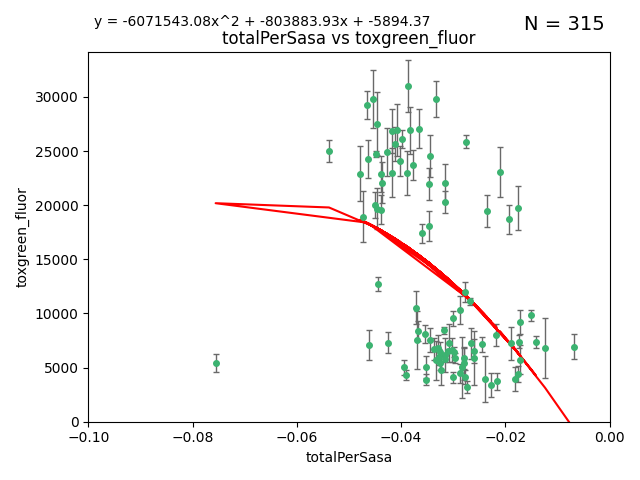 y = -6071543.08x^2 + -803883.93x + -5894.37
N = 315
totalPerSasa vs toxgreen_fluor
toxgreen_fluor
30000
25000
20000
15000
10000
5000
0
−0.10
−0.08
−0.06
−0.04
−0.02
0.00
totalPerSasa